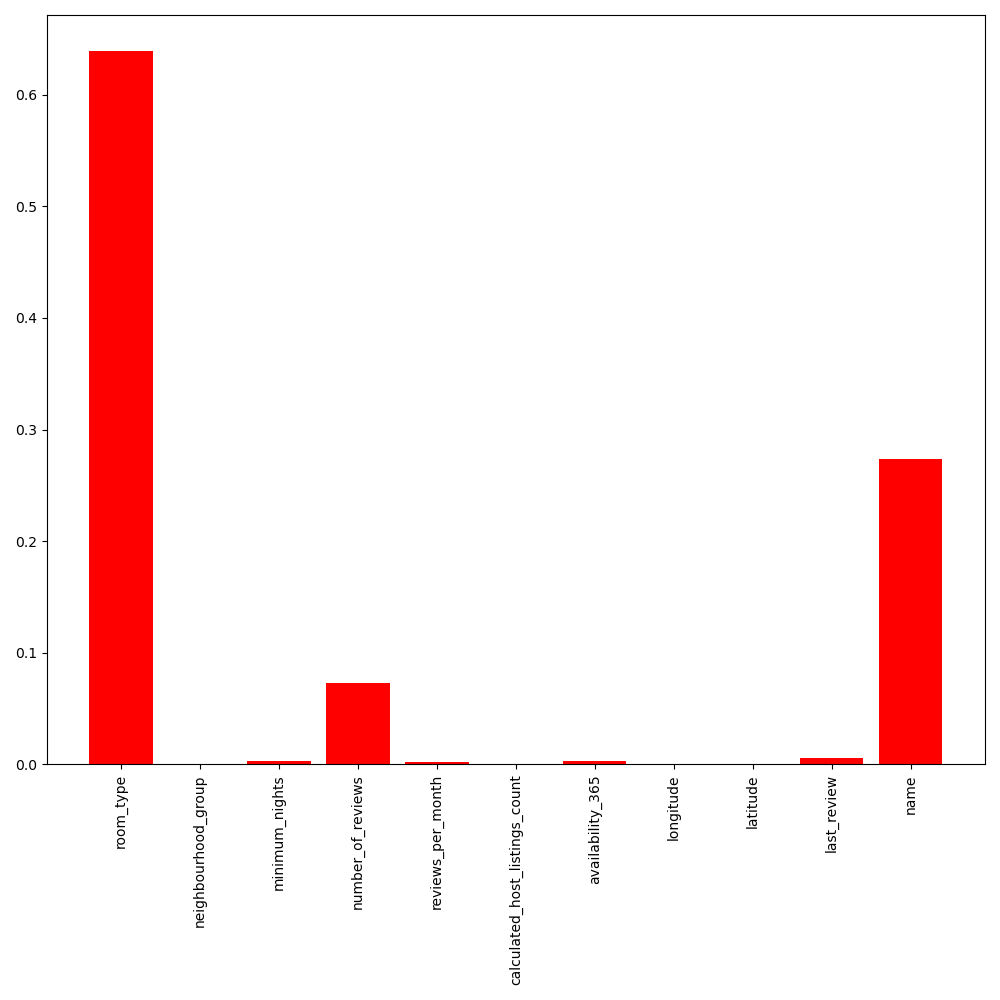 0.6
0.5
0.4
0.3
0.2
0.1
0.0
room_type
neighbourhood_group
minimum_nights
number_of_reviews
reviews_per_month
calculated_host_listings_count
availability_365
longitude
latitude
last_review
name